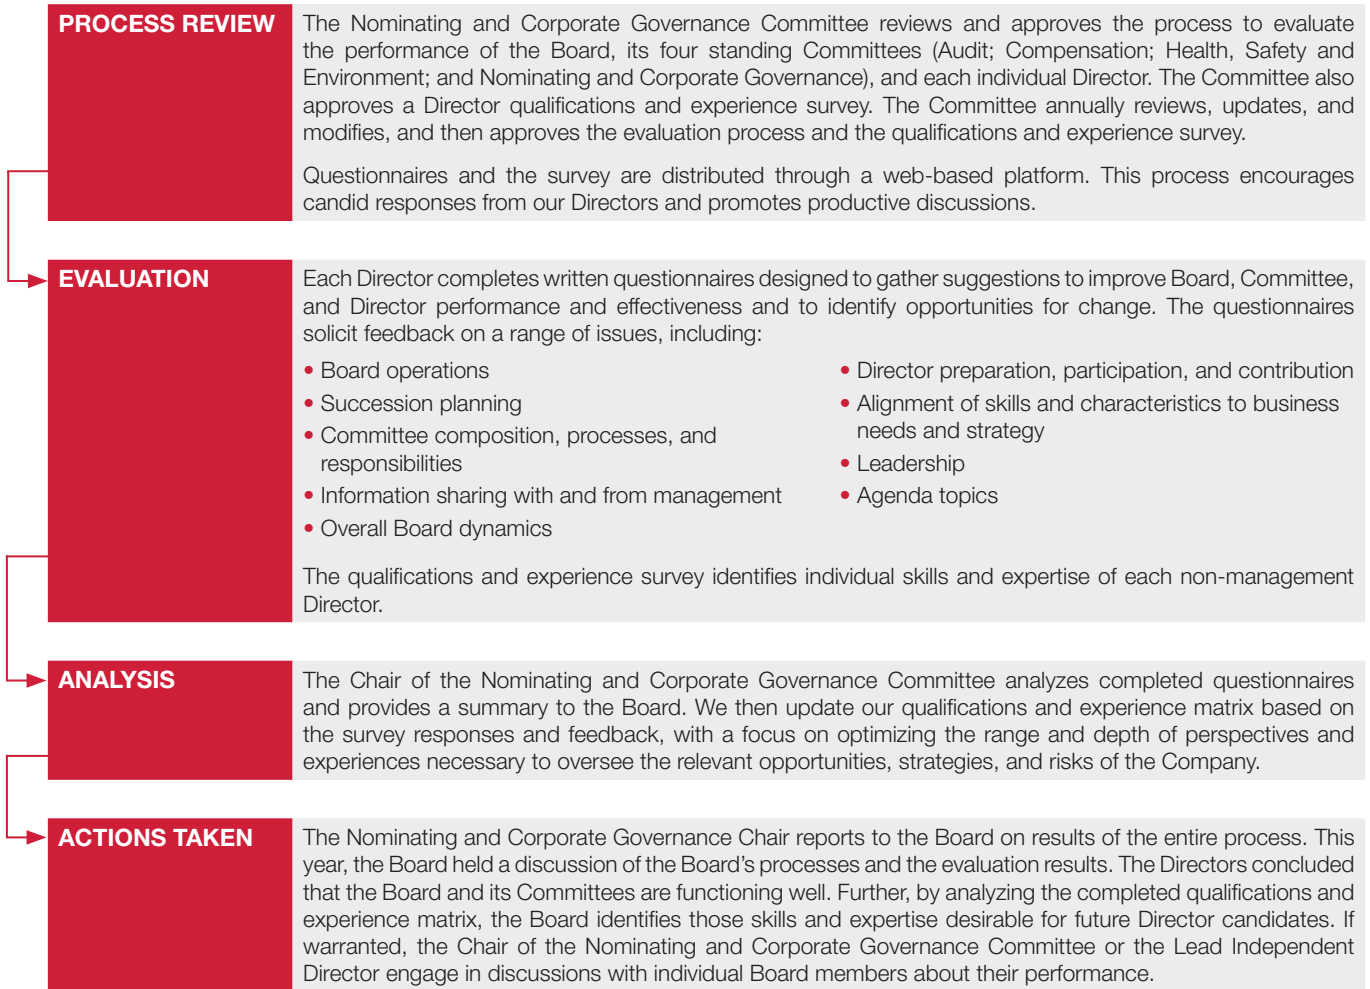 PROCESS REVIEW
The Nominating and Corporate Governance Committee reviews and approves the process to evaluate
the performance of the Board, its four standing Committees (Audit; Compensation; Health, Safety and
Environment; and Nominating and Corporate Governance), and each individual Director. The Committee also
approves a Director qualifications and experience survey. The Committee annually reviews, updates, and
modifies, and then approves the evaluation process and the qualifications and experience survey.
Questionnaires and the survey are distributed through a web-based platform. This process encourages
candid responses from our Directors and promotes productive discussions.
EVALUATION
Each Director completes written questionnaires designed to gather suggestions to improve Board, Committee,
and Director performance and effectiveness and to identify opportunities for change. The questionnaires
solicit feedback on a range of issues, including:
• Board operations
• Succession planning
• Committee composition, processes, and
responsibilities
• Information sharing with and from management
• Overall Board dynamics
• Director preparation, participation, and contribution
• Alignment of skills and characteristics to business
needs and strategy
• Leadership
• Agenda topics
The qualifications and experience survey identifies individual skills and expertise of each non-management
Director.
ANALYSIS
The Chair of the Nominating and Corporate Governance Committee analyzes completed questionnaires
and provides a summary to the Board. We then update our qualifications and experience matrix based on
the survey responses and feedback, with a focus on optimizing the range and depth of perspectives and
experiences necessary to oversee the relevant opportunities, strategies, and risks of the Company.
ACTIONS TAKEN
The Nominating and Corporate Governance Chair reports to the Board on results of the entire process. This
year, the Board held a discussion of the Board's processes and the evaluation results. The Directors concluded
that the Board and its Committees are functioning well. Further, by analyzing the completed qualifications and
experience matrix, the Board identifies those skills and expertise desirable for future Director candidates. If
warranted, the Chair of the Nominating and Corporate Governance Committee or the Lead Independent
Director engage in discussions with individual Board members about their performance.